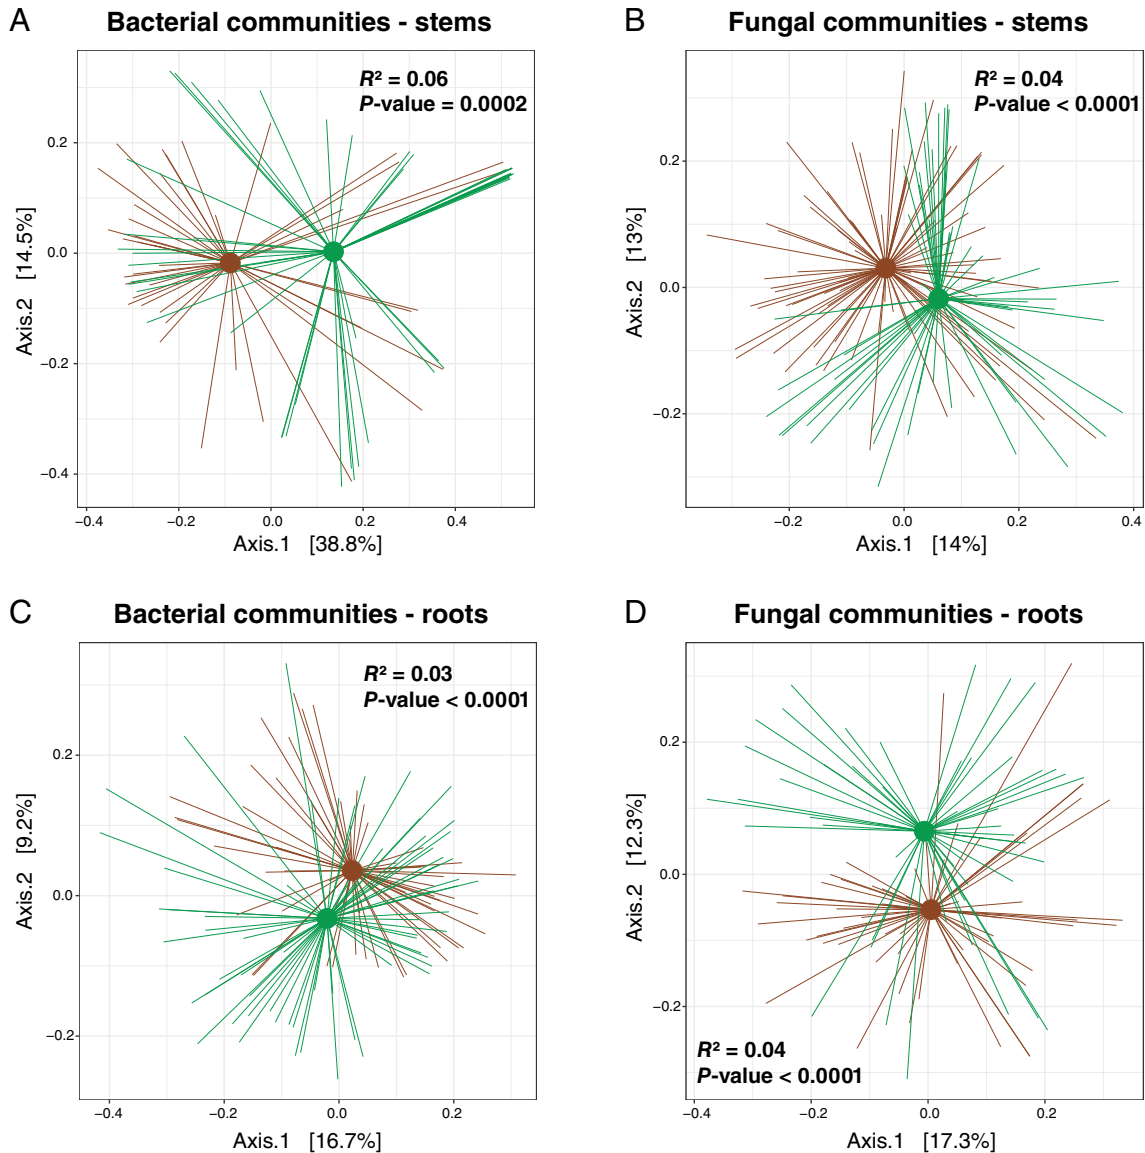 A
Bacterial communities - stems
R² = 0.06
P-value = 0.0002
0.2
0.0
−0.2
−0.4
Axis.2 [14.5%]
−0.4 −0.2 0.0 0.2 0.4
Axis.1 [38.8%]
B
Fungal communities - stems
R² = 0.04
P-value < 0.0001
0.2
0.0
−0.2
Axis.2 [13%]
−0.2 0.0 0.2 0.4
Axis.1 [14%]
C
Bacterial communities - roots
R² = 0.03
P-value < 0.0001
0.2
0.0
−0.2
Axis.2 [9.2%]
−0.4 −0.2 0.0 0.2
Axis.1 [16.7%]
D
Fungal communities - roots
0.2
0.0
−0.2
Axis.2 [12.3%]
R² = 0.04
P-value < 0.0001
−0.4 −0.2 0.0 0.2
Axis.1 [17.3%]